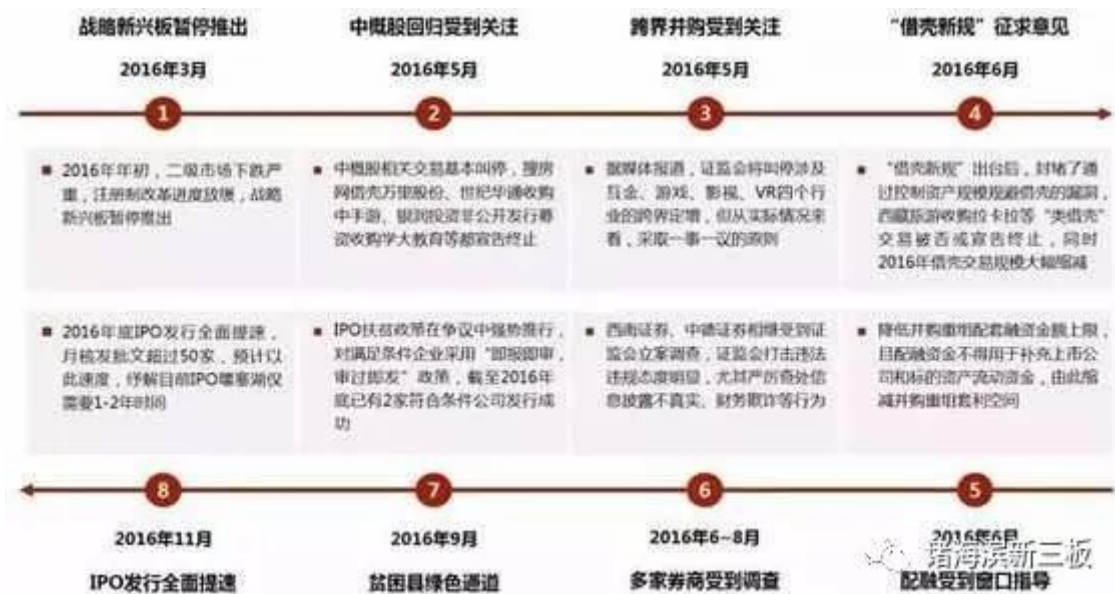 战略新兴板暂停推出
2016年3月
1
■ 2016年年初，二级市场下跌严
重，注册制改革进度放缓，战略
新兴板暂停推出
中概股回归受到关注
2016年5月
2
■ 中概股相关交易基本叫停，搜房
网借壳万里股份、世纪华通收购
中手游、银润投资非公开发行募
资收购学大教育等都宣告终止
跨界并购受到关注
2016年5月
3
■ 据媒体报道，证监会将叫停涉及
互金、游戏、影视、VR四个行
业的跨界定增，但从实际情况来
看，采取一事一议的原则
“借壳新规”征求意见
2016年6月
4
■ “借壳新规”出台后，封堵了通
过控制资产规模规避借壳的漏洞，
西藏旅游收购拉卡拉等“类借壳”
交易被否或宣告终止，同时
2016年借壳交易规模大幅缩减
■ 降低并购重组配套融资金额上限，
且配融资金不得用于补充上市公
司和标的资产流动资金，由此缩
减并购重组套利空间
5
2016年6月
配融受到窗口指导
■ 西南证券、中德证券相继受到证
监会立案调查，证监会打击违法
违规态度明显，尤其严厉查处信
息披露不真实、财务欺诈等行为
6
2016年6~8月
多家券商受到调查
■ IPO扶贫政策在争议中强势推行，
对满足条件企业采用“即报即审，
审过即发”政策，截至2016年
底已有2家符合条件公司发行成
功
7
2016年9月
贫困县绿色通道
■ 2016年底IPO发行全面提速，
月核发批文超过50家，预计以
此速度，纾解目前IPO堰塞湖仅
需要1-2年时间
8
2016年11月
IPO发行全面提速
诸海滨新三板